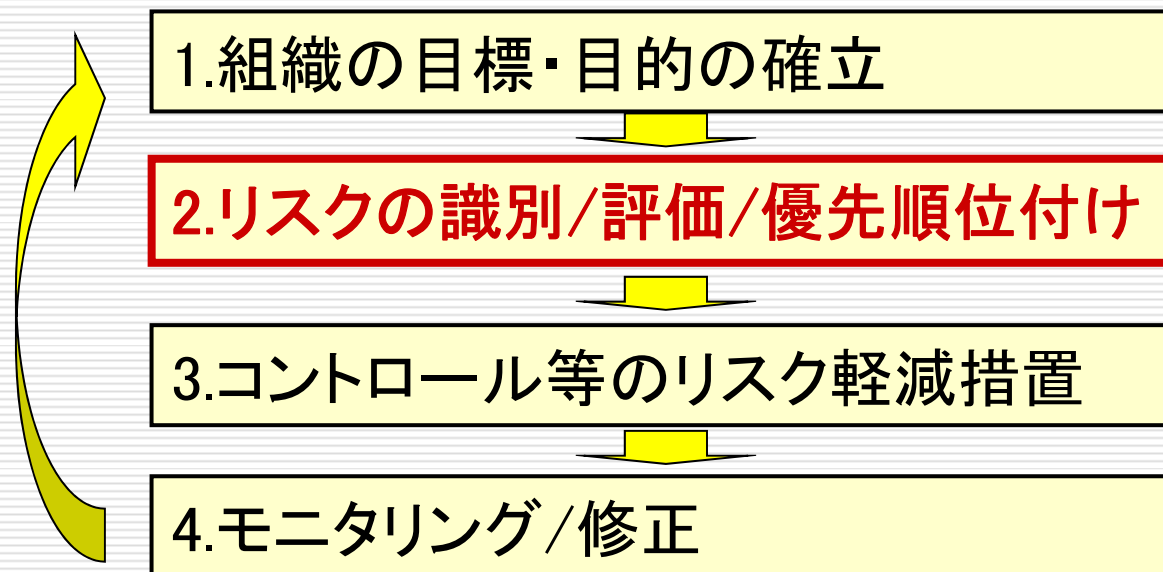 1.組織の目標・目的の確立
2.リスクの識別/評価/優先順位付け
3.コントロール等のリスク軽減措置
4.モニタリング/修正